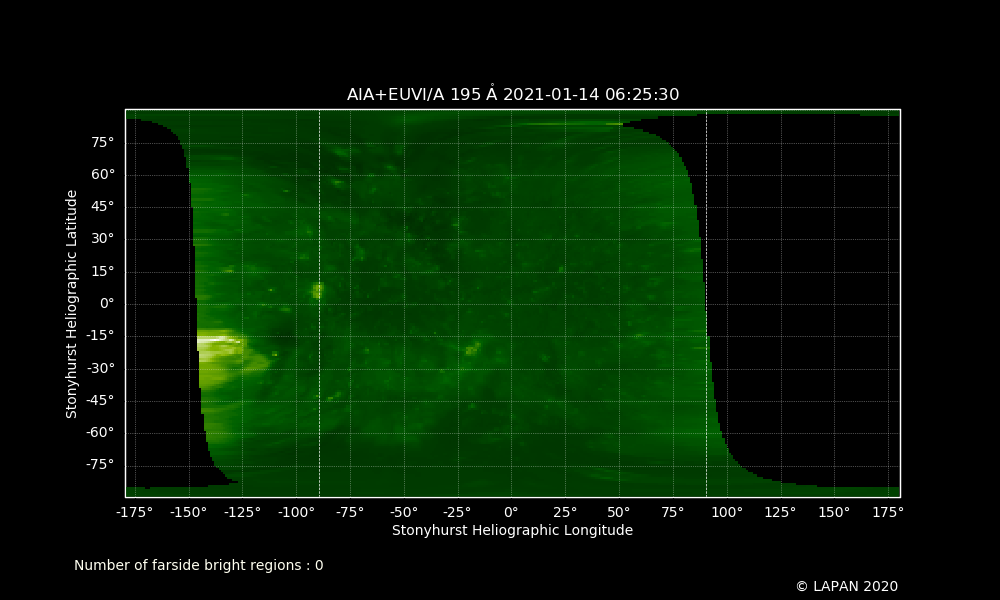 AIA+EUVI/A 195 Å 2021-01-14 06:25:30
75°
60°
45°
30°
15°
0°
-15°
-30°
-45°
-60°
-75°
Stonyhurst Heliographic Latitude
-175° -150° -125° -100° -75° -50° -25° 0° 25° 50° 75° 100° 125° 150° 175°
Stonyhurst Heliographic Longitude
Number of farside bright regions : 0
© LAPAN 2020